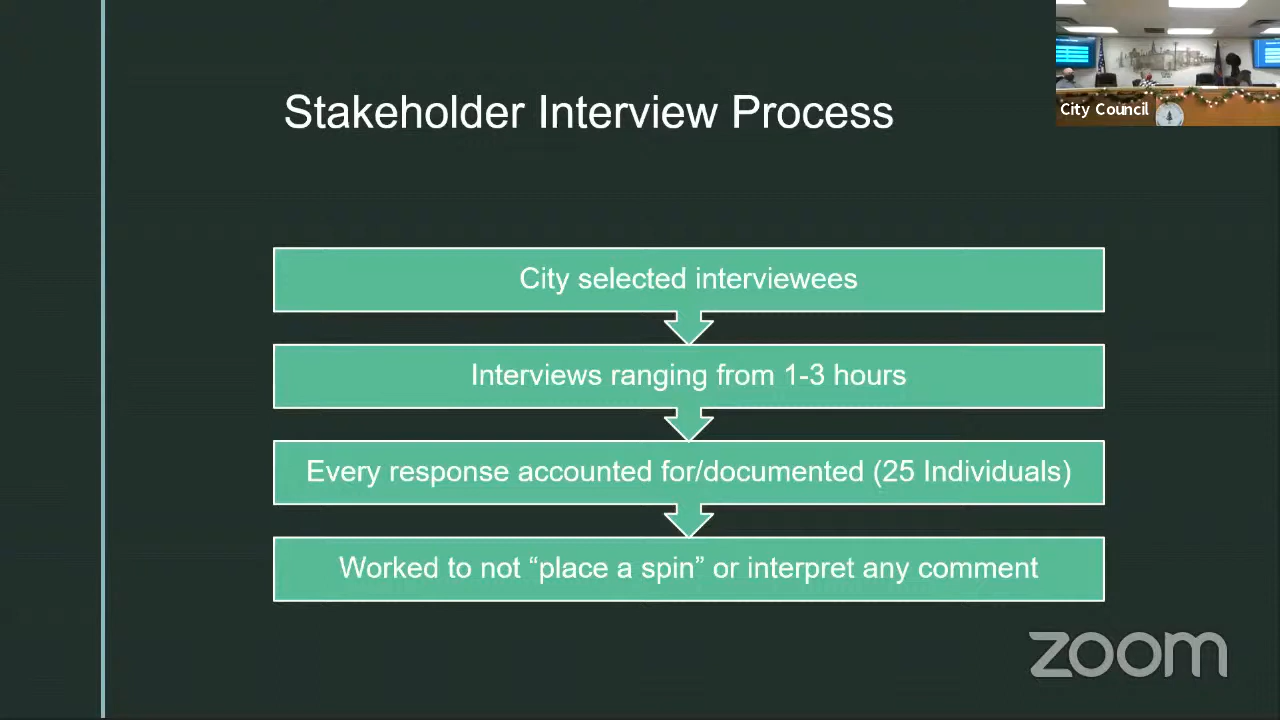 City Council
Stakeholder Interview Process
City selected interviewees
Interviews ranging from 1-3 hours
Every response accounted for/documented (25 Individuals)
Worked to not “place a spin” or interpret any comment
zoom